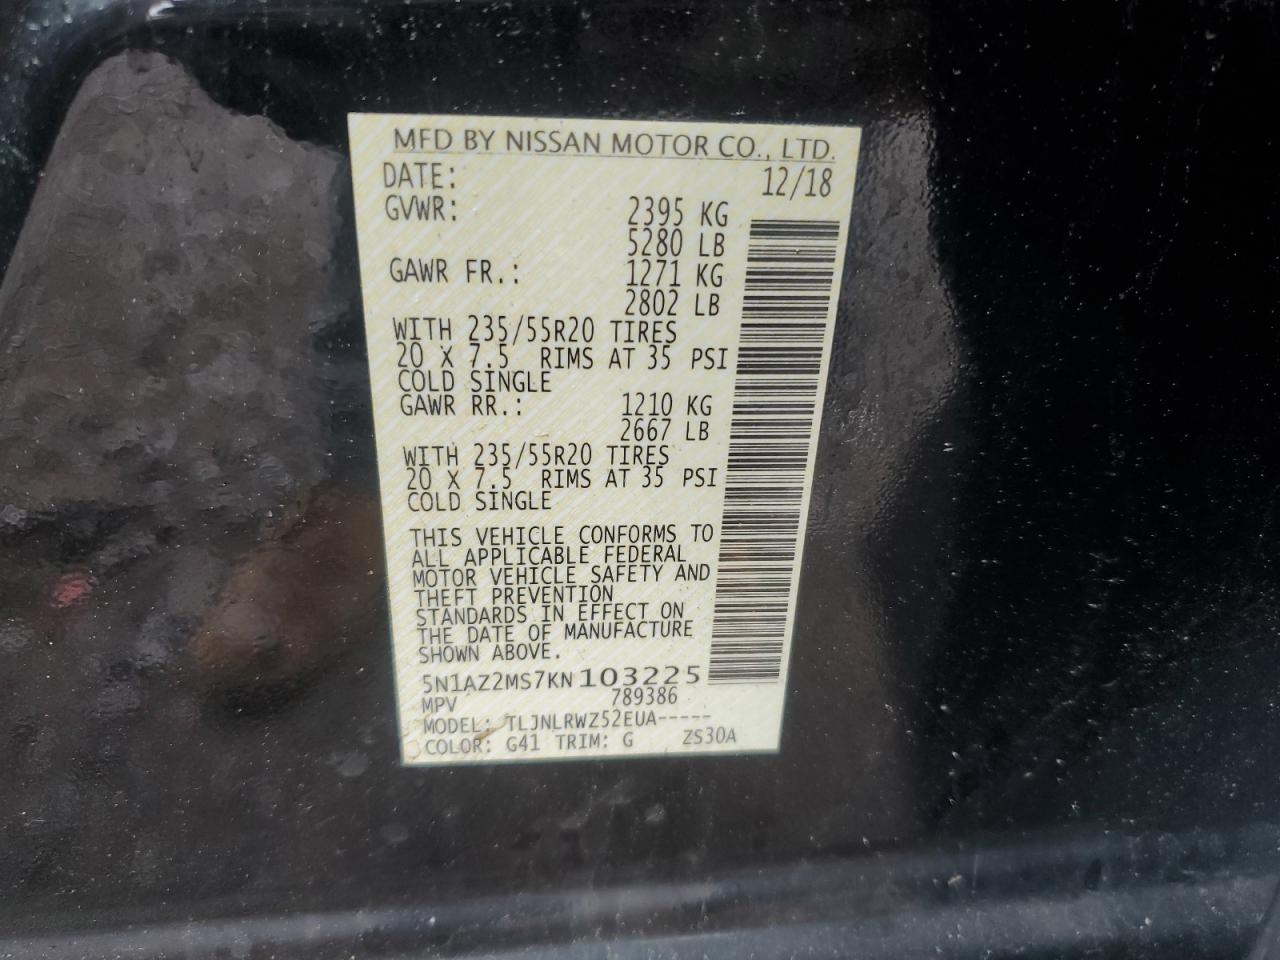 MFD BY NISSAN MOTOR CO., LTD.
DATE: 12/18
GVWR: 2395 KG
5280 LB
GAWR FR.: 1271 KG
2802 LB
WITH 235/55R20 TIRES
20 X 7.5 RIMS AT 35 PSI
COLD SINGLE
GAWR RR.: 1210 KG
2667 LB
WITH 235/55R20 TIRES
20 X 7.5 RIMS AT 35 PSI
COLD SINGLE
THIS VEHICLE CONFORMS TO
ALL APPLICABLE FEDERAL
MOTOR VEHICLE SAFETY AND
THEFT PREVENTION
STANDARDS IN EFFECT ON
THE DATE OF MANUFACTURE
SHOWN ABOVE.
5N1AZ2MS7KN103225
MPV 789386
MODEL: TLJNLRWZ52EUA-----
COLOR: G41 TRIM: G ZS30A